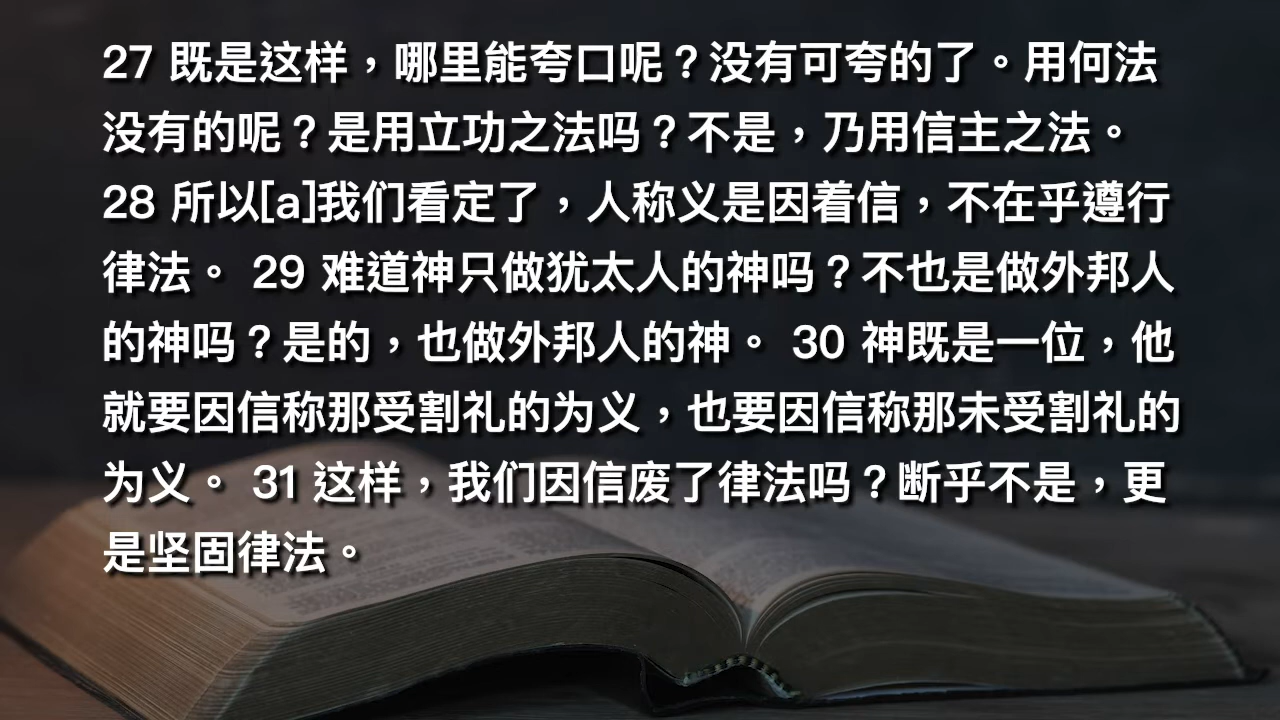 27 既是这样，哪里能夸口呢？没有可夸的了。用何法
没有的呢？是用立功之法吗？不是，乃用信主之法。
28 所以[a]我们看定了，人称义是因着信，不在乎遵行
律法。 29 难道神只做犹太人的神吗？不也是做外邦人
的神吗？是的，也做外邦人的神。 30 神既是一位，他
就要因信称那受割礼的为义，也要因信称那未受割礼的
为义。 31 这样，我们因信废了律法吗？断乎不是，更
是坚固律法。